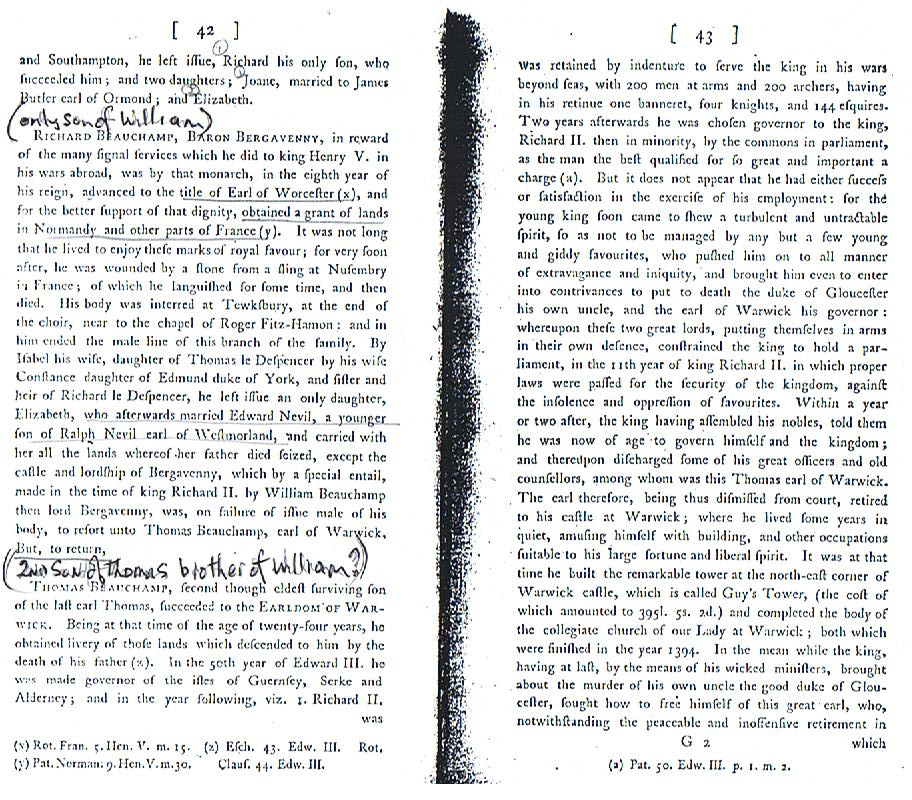 [ 42 ]
and Southampton, he left iſſue, Richard his only ſon, who
ſucceeded him ; and two daughters ; Joane, married to James
Butler earl of Ormond ; and Elizabeth.
(only son of William)
RICHARD BEAUCHAMP, BARON BERGAVENNY, in reward
of the many ſignal ſervices which he did to king Henry V. in
his wars abroad, was by that monarch, in the eighth year of
his reign, advanced to the title of Earl of Worceſter (x), and
for the better ſupport of that dignity, obtained a grant of lands
in Normandy and other parts of France (y). It was not long
that he lived to enjoy theſe marks of royal favour ; for very ſoon
after, he was wounded by a ſtone from a ſling at Nuſembry
in France ; of which he languiſhed for ſome time, and then
died. His body was interred at Tewkſbury, at the end of
the choir, near to the chapel of Roger Fitz-Hamon : and in
him ended the male line of this branch of the family. By
Iſabel his wife, daughter of Thomas le Deſpencer by his wife
Conſtance daughter of Edmund duke of York, and ſiſter and
heir of Richard le Deſpencer, he left iſſue an only daughter,
Elizabeth, who afterwards married Edward Nevil, a younger
ſon of Ralph Nevil earl of Weſtmorland, and carried with
her all the lands whereof her father died ſeized, except the
caſtle and lordſhip of Bergavenny, which by a ſpecial entail,
made in the time of king Richard II. by William Beauchamp
then lord Bergavenny, was, on failure of iſſue male of his
body, to reſort unto Thomas Beauchamp, earl of Warwick.
But, to return,
(2nd Son of Thomas brother of William?)
THOMAS BEAUCHAMP, ſecond though eldeſt ſurviving ſon
of the laſt earl Thomas, ſucceeded to the EARLDOM OF WAR-
WICK. Being at that time of the age of twenty-four years, he
obtained livery of thoſe lands which deſcended to him by the
death of his father (z). In the 50th year of Edward III. he
was made governor of the iſles of Guernſey, Serke and
Alderney ; and in the year following, viz. 1. Richard II.
was
(x) Rot. Fran. 5. Hen. V. m. 15. (z) Eſch. 43. Edw. III. Rot.
(y) Pat. Norman. 9. Hen. V. m. 30. Clauſ. 44. Edw. III.
[ 43 ]
was retained by indenture to ſerve the king in his wars
beyond ſeas, with 200 men at arms and 200 archers, having
in his retinue one banneret, four knights, and 144 eſquires.
Two years afterwards he was choſen governor to the king,
Richard II. then in minority, by the commons in parliament,
as the man the beſt qualified for ſo great and important a
charge (a). But it does not appear that he had either ſucceſs
or ſatisfaction in the exerciſe of his employment : for the
young king ſoon came to ſhew a turbulent and untractable
ſpirit, ſo as not to be managed by any but a few young
and giddy favourites, who puſhed him on to all manner
of extravagance and iniquity, and brought him even to enter
into contrivances to put to death the duke of Glouceſter
his own uncle, and the earl of Warwick his governor :
whereupon theſe two great lords, putting themſelves in arms
in their own defence, conſtrained the king to hold a par-
liament, in the 11th year of king Richard II. in which proper
laws were paſſed for the ſecurity of the kingdom, againſt
the inſolence and oppreſſion of favourites. Within a year
or two after, the king having aſſembled his nobles, told them
he was now of age to govern himſelf and the kingdom ;
and thereupon diſcharged ſome of his great officers and old
counſellors, among whom was this Thomas earl of Warwick.
The earl therefore, being thus diſmiſſed from court, retired
to his caſtle at Warwick ; where he lived ſome years in
quiet, amuſing himſelf with building, and other occupations
ſuitable to his large fortune and liberal ſpirit. It was at that
time he built the remarkable tower at the north-eaſt corner of
Warwick caſtle, which is called Guy's Tower, (the coſt of
which amounted to 395l. 5s. 2d.) and completed the body of
the collegiate church of our Lady at Warwick ; both which
were finiſhed in the year 1394. In the mean while the king,
having at laſt, by the means of his wicked miniſters, brought
about the murder of his own uncle the good duke of Glou-
ceſter, ſought how to free himſelf of this great earl, who,
notwithſtanding the peaceable and inoffenſive retirement in
G 2 which
(a) Pat. 50. Edw. III. p. 1. m. 2.